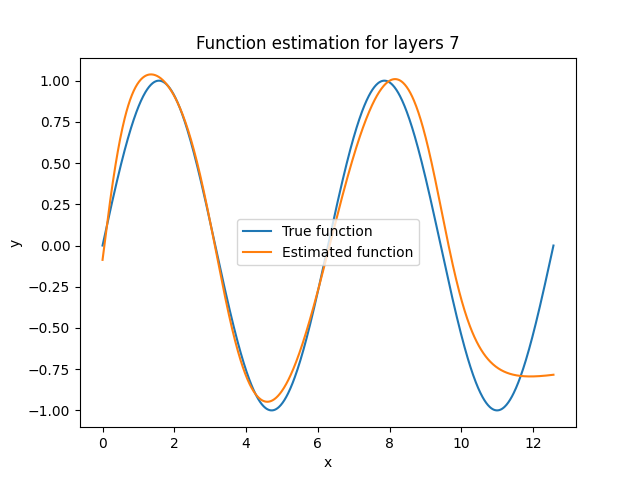 Function estimation for layers 7
1.00
0.75
0.50
0.25
0.00
−0.25
−0.50
−0.75
−1.00
y
True function
Estimated function
0 2 4 6 8 10 12
x